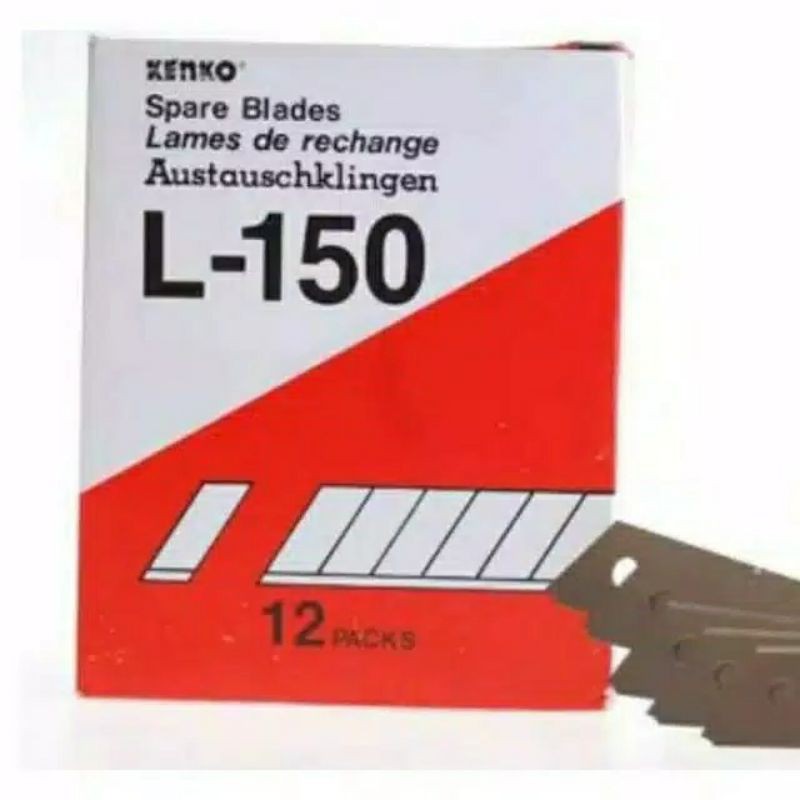 KENKO
Spare Blades
Lames de rechange
Austauschklingen
L-150
12 PACKS